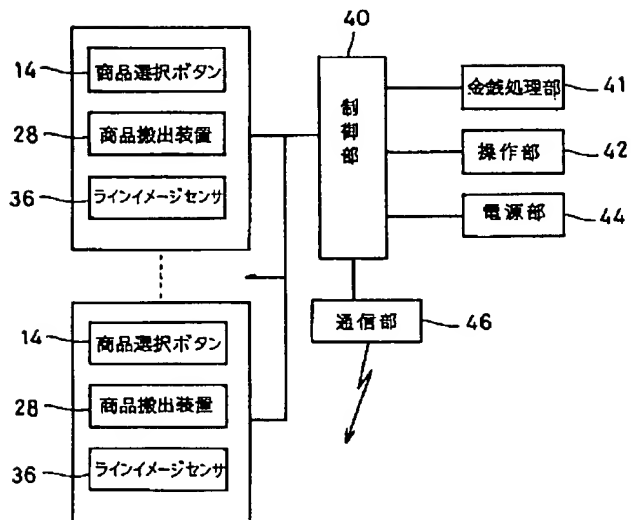 40
14
商品選択ボタン
28
商品搬出装置
36
ラインイメージセンサ
制御部
金銭処理部
41
操作部
42
電源部
44
通信部
46
14
商品選択ボタン
28
商品搬出装置
36
ラインイメージセンサ